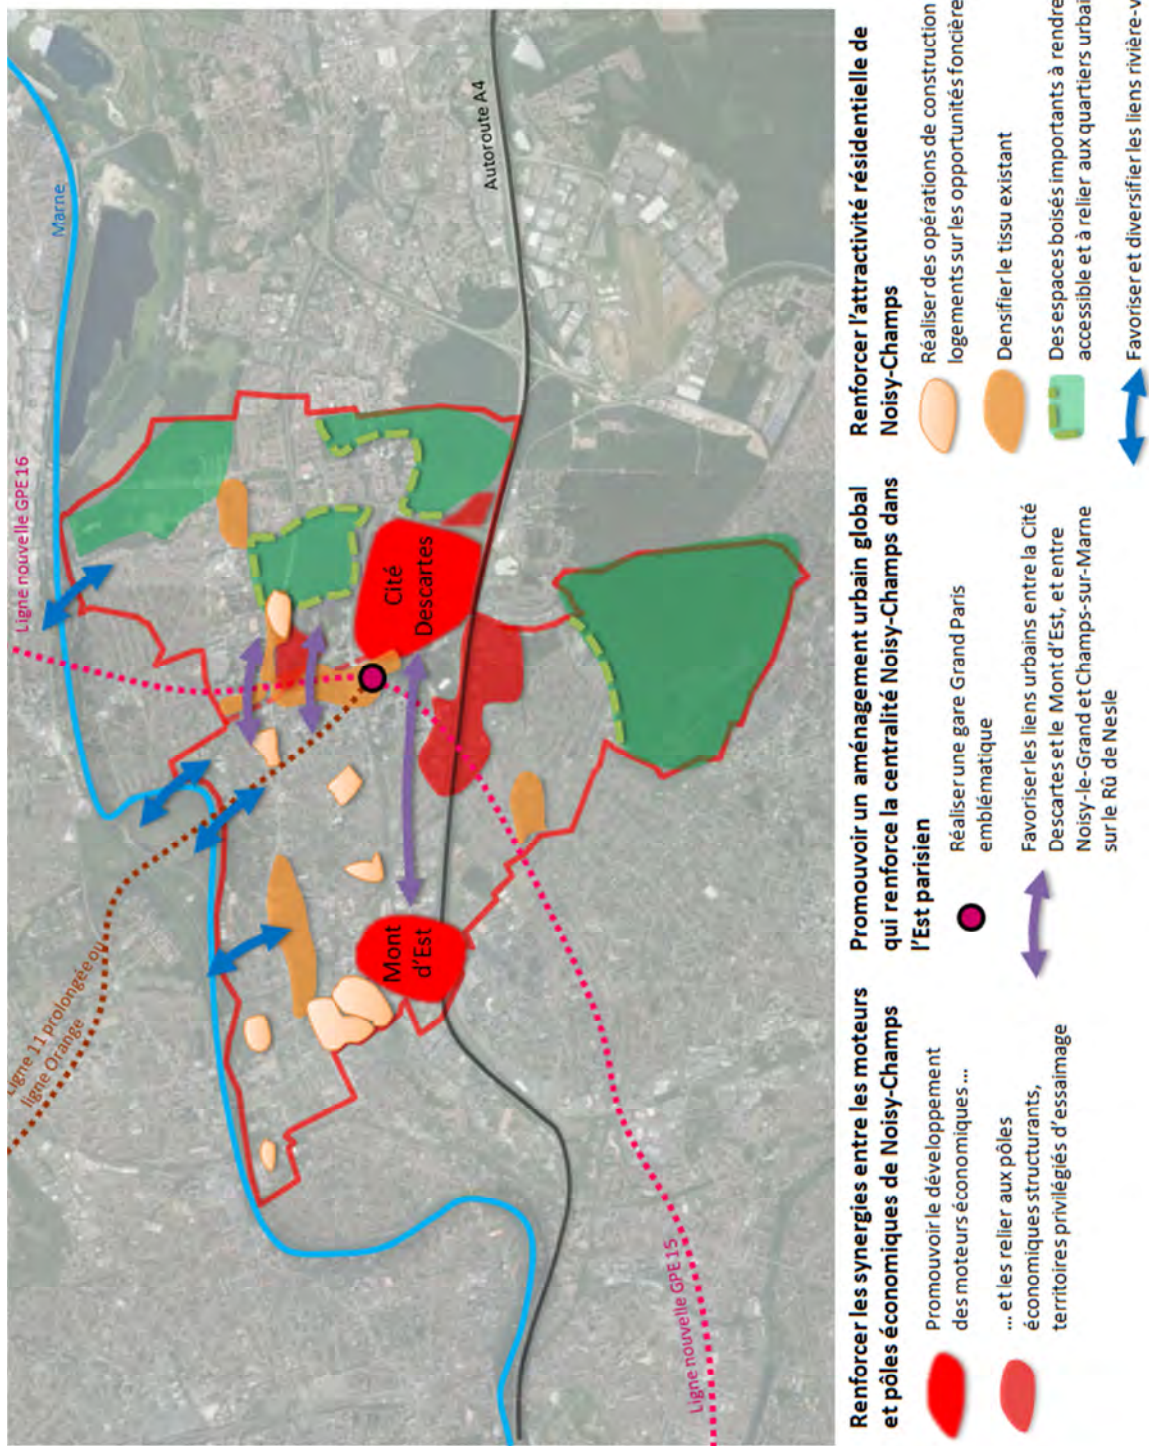 Ligne nouvelle GPE 16
Marne
Autoroute A4
Ligne 11 prolongée ou
ligne Orange
Cité
Descartes
Mont
d'Est
Ligne nouvelle GPE 15
Renforcer les synergies entre les moteurs
et pôles économiques de Noisy-Champs
Promouvoir le développement
des moteurs économiques ...
... et les relier aux pôles
économiques structurants,
territoires privilégiés d'essaimage
Promouvoir un aménagement urbain global
qui renforce la centralité Noisy-Champs dans
l'Est parisien
Réaliser une gare Grand Paris
emblématique
Favoriser les liens urbains entre la Cité
Descartes et le Mont d'Est, et entre
Noisy-le-Grand et Champs-sur-Marne
sur le Rû de Nesle
Renforcer l'attractivité résidentielle de
Noisy-Champs
Réaliser des opérations de construction
logements sur les opportunités foncière
Densifier le tissu existant
Des espaces boisés importants à rendre
accessible et à relier aux quartiers urbai
Favoriser et diversifier les liens rivière-v